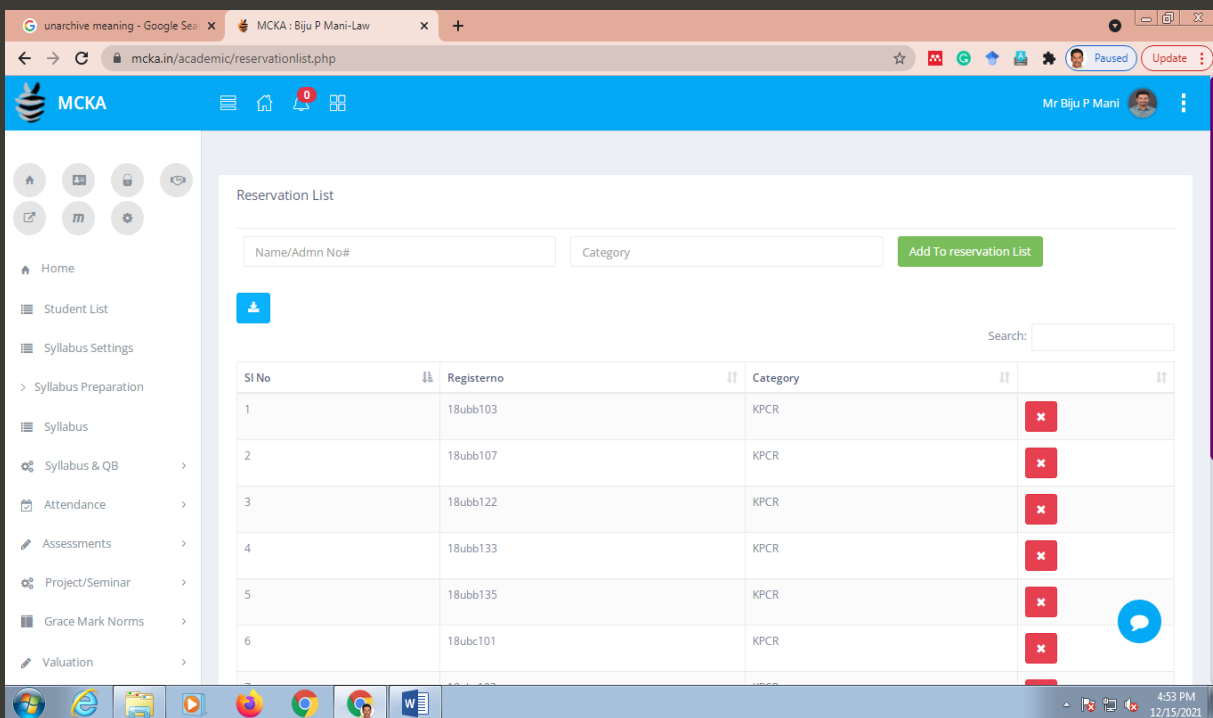 unarchive meaning - Google Sea
MCKA : Biju P Mani-Law
mcka.in/academic/reservationlist.php
Paused
Update
MCKA
0
Mr Biju P Mani
m
Home
Student List
Syllabus Settings
Syllabus Preparation
Syllabus
Syllabus & QB
Attendance
Assessments
Project/Seminar
Grace Mark Norms
Valuation
Reservation List
Name/Admn No#
Category
Add To reservation List
Search:
Sl No Registerno Category
1 18ubb103 KPCR
2 18ubb107 KPCR
3 18ubb122 KPCR
4 18ubb133 KPCR
5 18ubb135 KPCR
6 18ubc101 KPCR
4:53 PM
12/15/2021